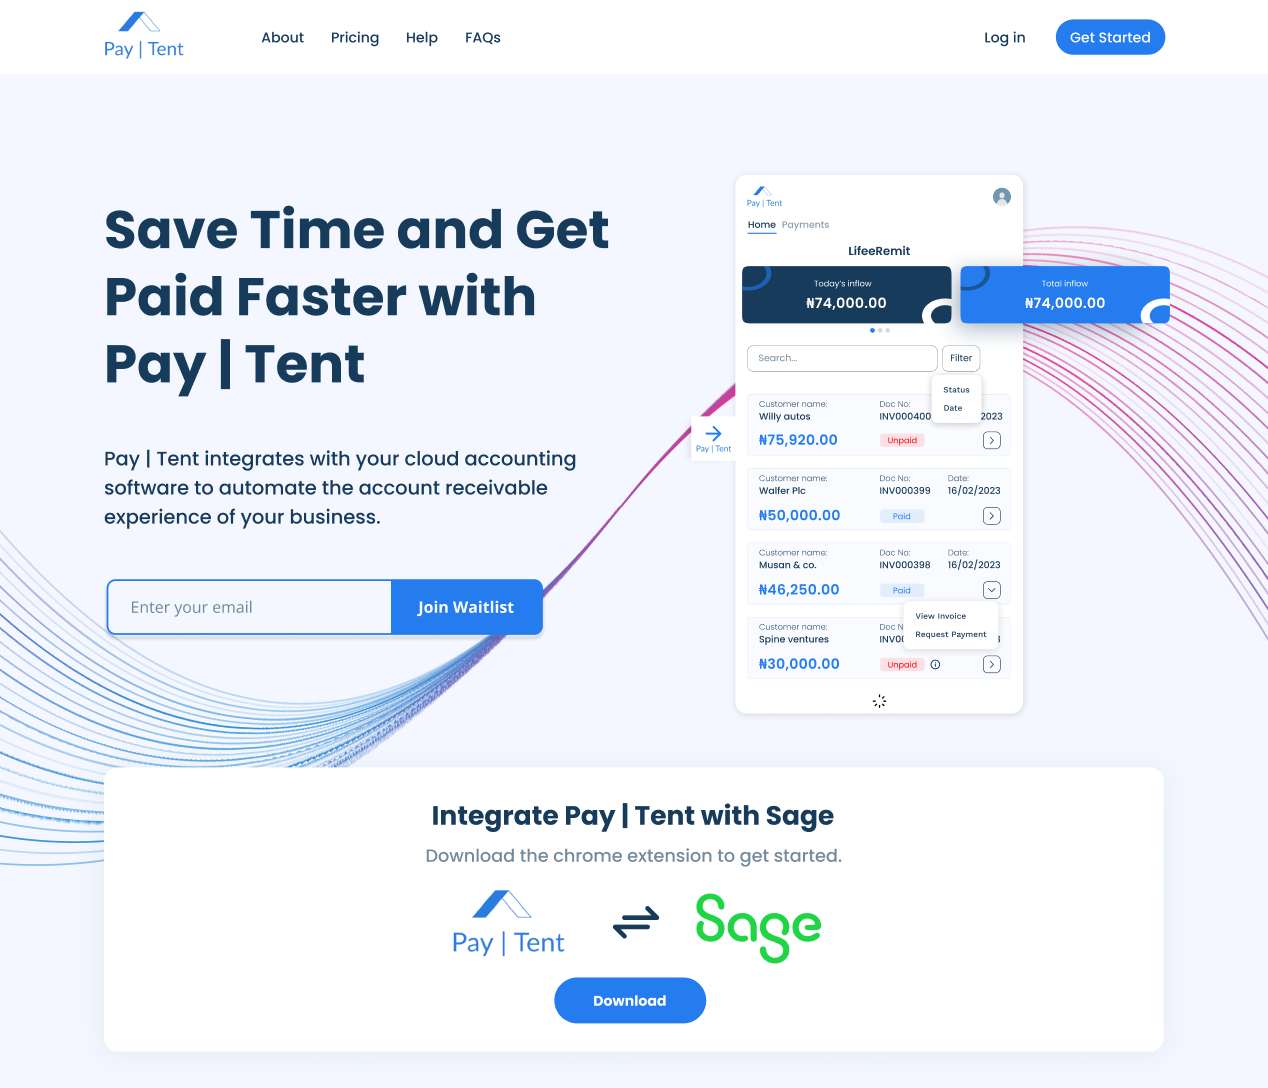 Pay | Tent
About Pricing Help FAQs
Log in Get Started
Save Time and Get
Paid Faster with
Pay | Tent
Pay | Tent integrates with your cloud accounting
software to automate the account receivable
experience of your business.
Enter your email Join Waitlist
Pay | Tent
Home Payments
LifeeRemit
Today's inflow
₦74,000.00
Total inflow
₦74,000.00
Search...
Filter
Status
Date
Customer name: Doc No:
Willy autos INV000400 2023
₦75,920.00 Unpaid
Pay | Tent
Customer name: Doc No: Date:
Walfer Plc INV000399 16/02/2023
₦50,000.00 Paid
Customer name: Doc No: Date:
Musan & co. INV000398 16/02/2023
₦46,250.00 Paid
View Invoice
Request Payment
Customer name: Doc N
Spine ventures INV0 3
₦30,000.00 Unpaid
Integrate Pay | Tent with Sage
Download the chrome extension to get started.
Pay | Tent
Sage
Download